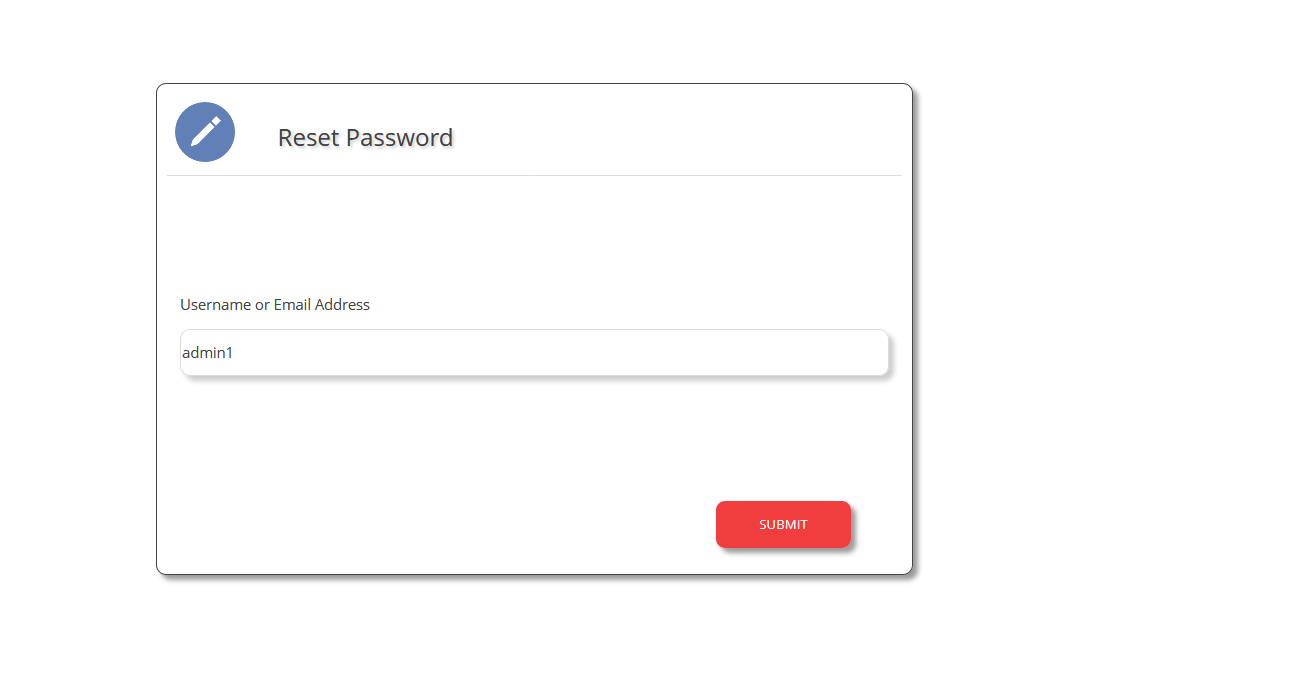 Reset Password
Username or Email Address
admin1
SUBMIT